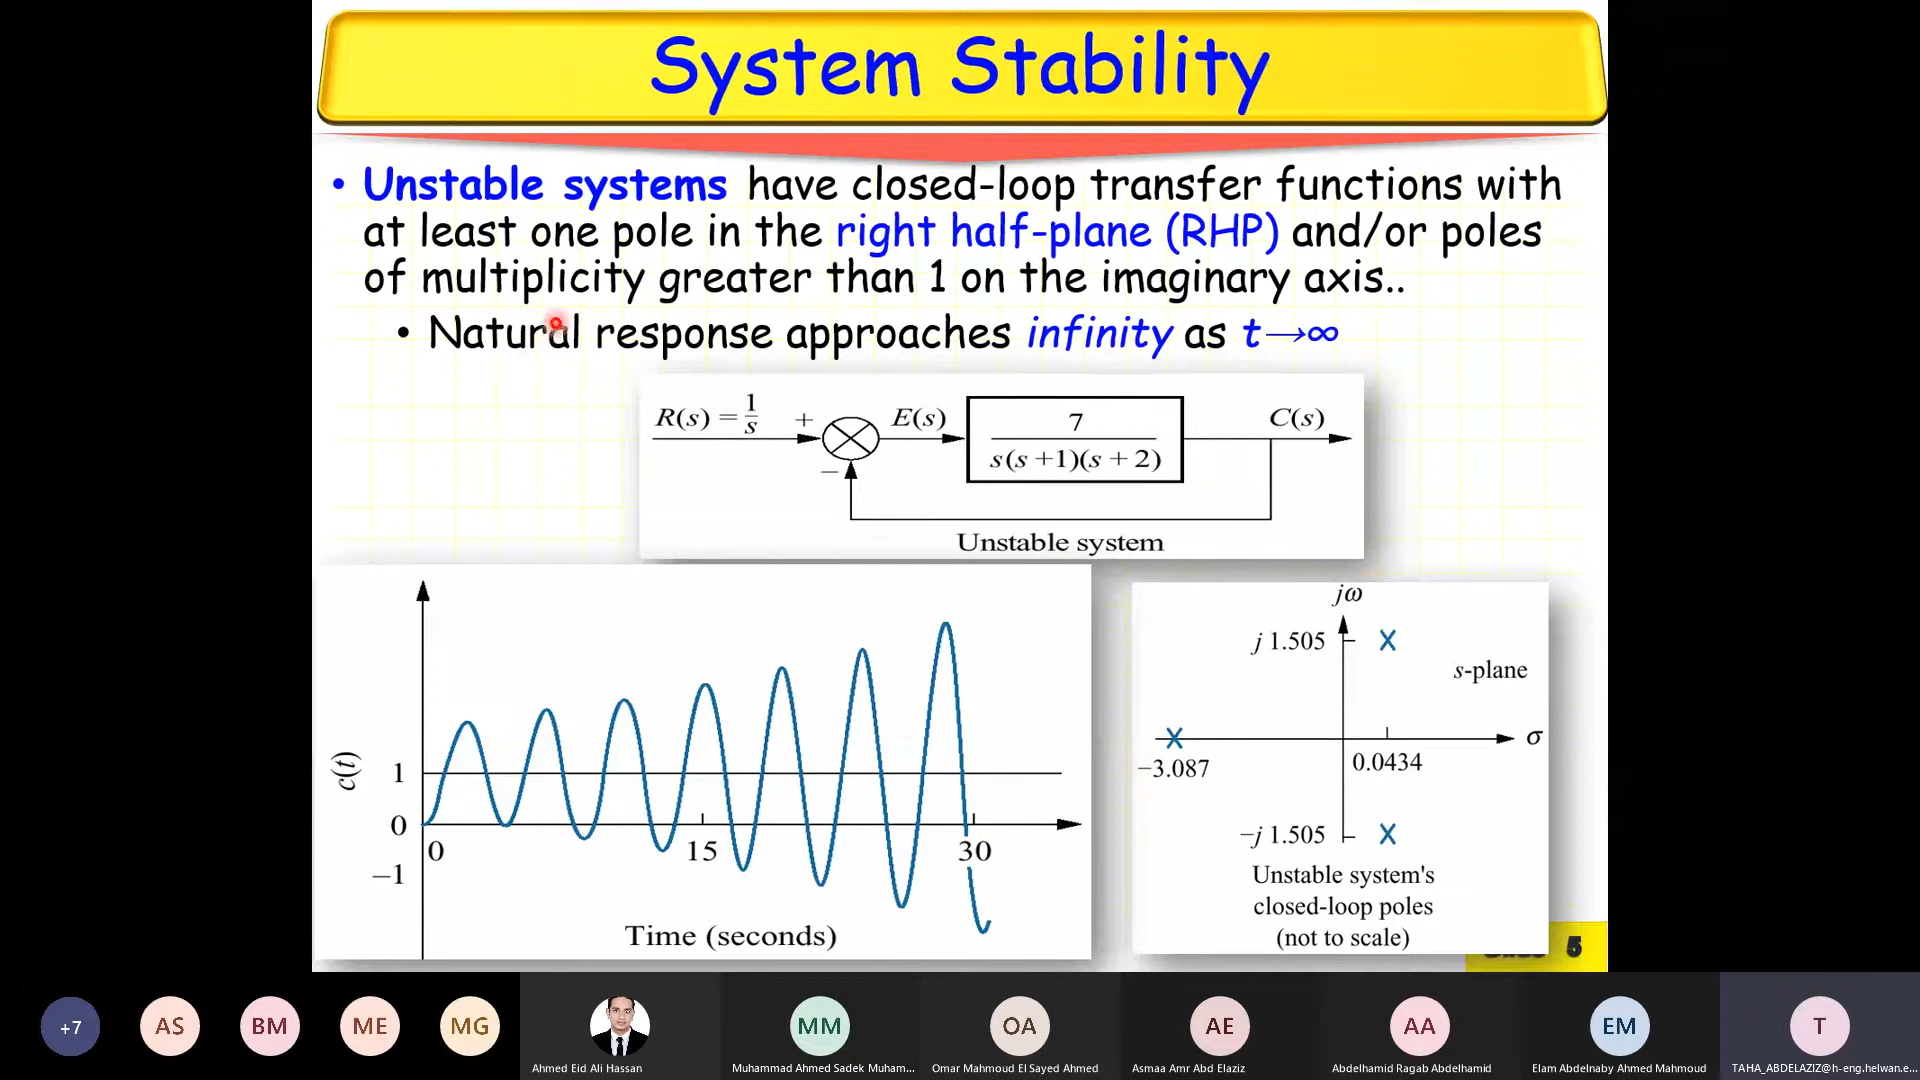 System Stability
• Unstable systems have closed-loop transfer functions with
at least one pole in the right half-plane (RHP) and/or poles
of multiplicity greater than 1 on the imaginary axis..
• Natural response approaches infinity as t→∞
R(s) = 1/s
+
−
E(s)
7
s(s +1)(s + 2)
C(s)
Unstable system
c(t)
1
0
−1
0
15
30
Time (seconds)
jω
j 1.505
s-plane
σ
−3.087
0.0434
−j 1.505
Unstable system's
closed-loop poles
(not to scale)
5
+7
AS
BM
ME
MG
MM
OA
AE
AA
EM
T
Ahmed Eid Ali Hassan
Muhammad Ahmed Sadek Muham...
Omar Mahmoud El Sayed Ahmed
Asmaa Amr Abd Elaziz
Abdelhamid Ragab Abdelhamid
Elam Abdelnaby Ahmed Mahmoud
TAHA_ABDELAZIZ@h-eng.helwan.e...